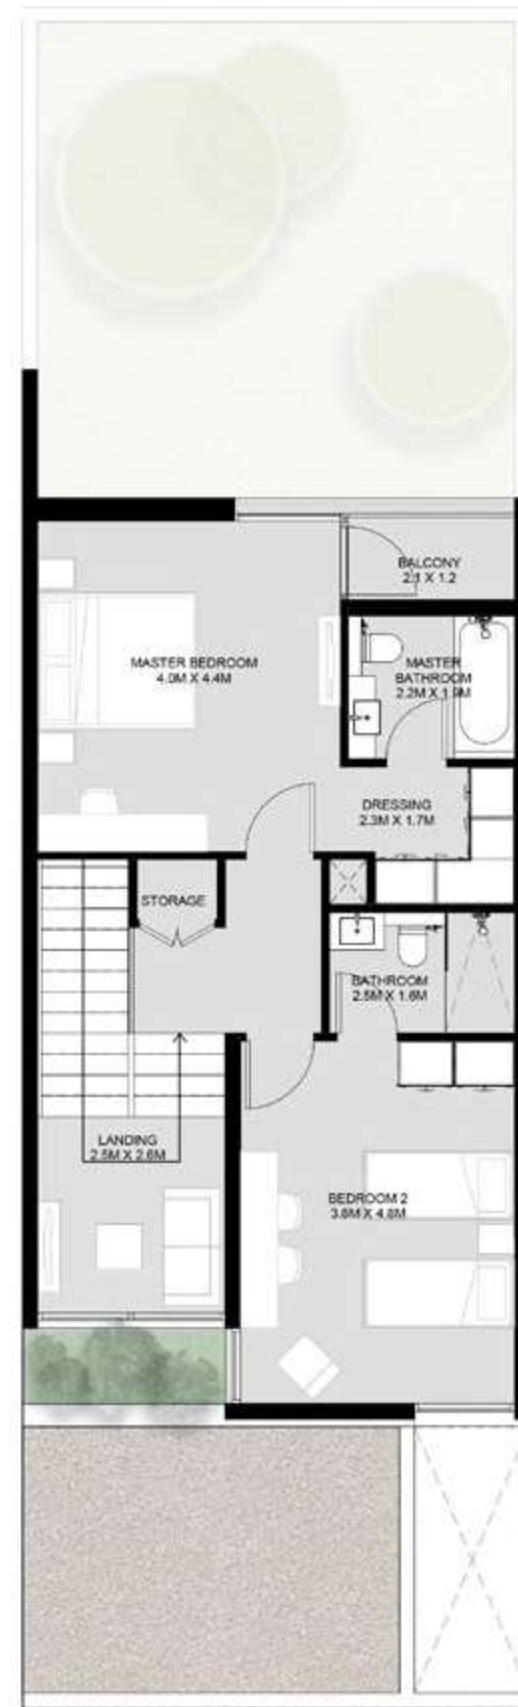 BALCONY
2.1 X 1.2
MASTER BEDROOM
4.0M X 4.4M
MASTER
BATHROOM
2.2M X 1.9M
DRESSING
2.3M X 1.7M
STORAGE
BATHROOM
2.5M X 1.6M
LANDING
2.5M X 2.6M
BEDROOM 2
3.6M X 4.8M